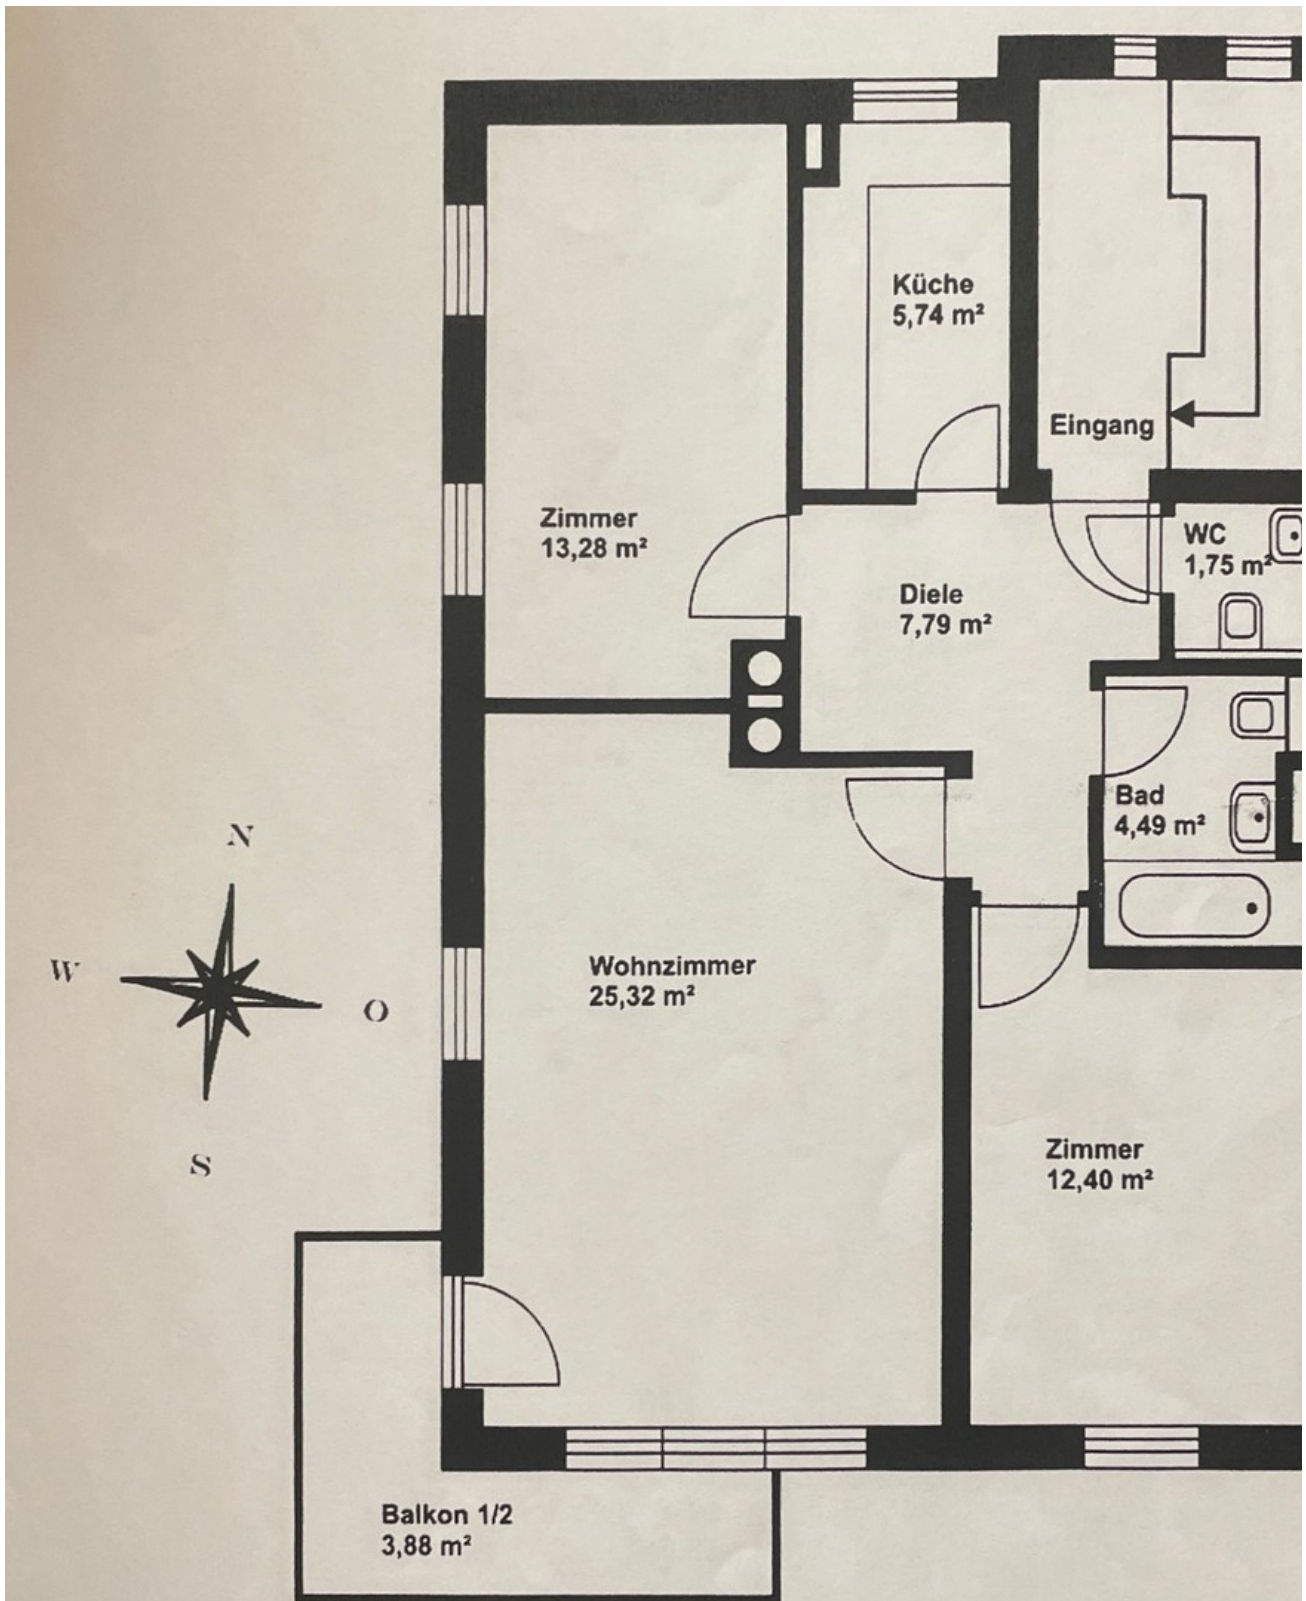 Küche
5,74 m²
Eingang
Zimmer
13,28 m²
WC
1,75 m²
Diele
7,79 m²
Bad
4,49 m²
N
W
O
S
Wohnzimmer
25,32 m²
Zimmer
12,40 m²
Balkon 1/2
3,88 m²